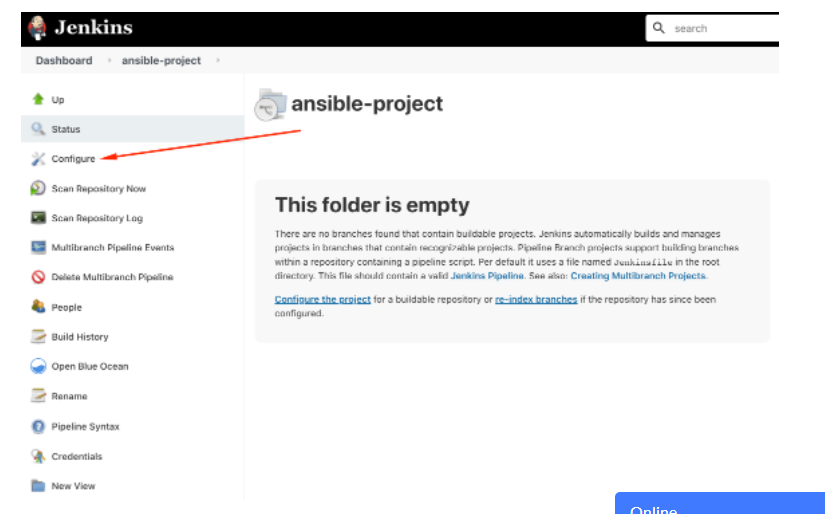 Jenkins
search
Dashboard
ansible-project
Up
Status
Configure
Scan Repository Now
Scan Repository Log
Multibranch Pipeline Events
Delete Multibranch Pipeline
People
Build History
Open Blue Ocean
Rename
Pipeline Syntax
Credentials
New View
ansible-project
This folder is empty
There are no branches found that contain buildable projects. Jenkins automatically builds and manages
projects in branches that contain recognizable projects. Pipeline Branch projects support building branches
within a repository containing a pipeline script. Per default it uses a file named Jenkinsfile in the root
directory. This file should contain a valid Jenkins Pipeline. See also: Creating Multibranch Projects.
Configure the project for a buildable repository or re-index branches if the repository has since been
configured.
Online